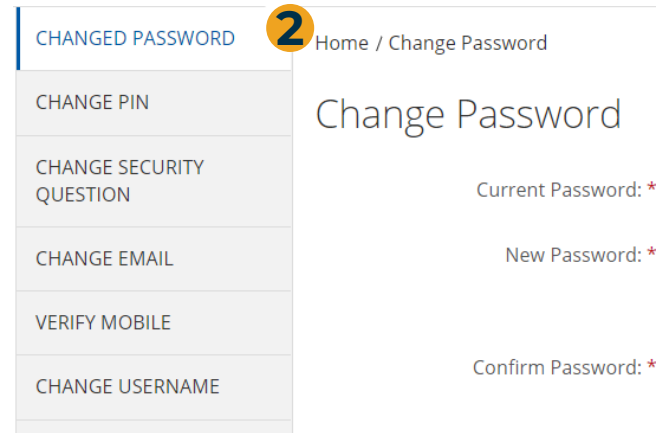 CHANGED PASSWORD
CHANGE PIN
CHANGE SECURITY
QUESTION
CHANGE EMAIL
VERIFY MOBILE
CHANGE USERNAME
2
Home / Change Password
Change Password
Current Password: *
New Password: *
Confirm Password: *